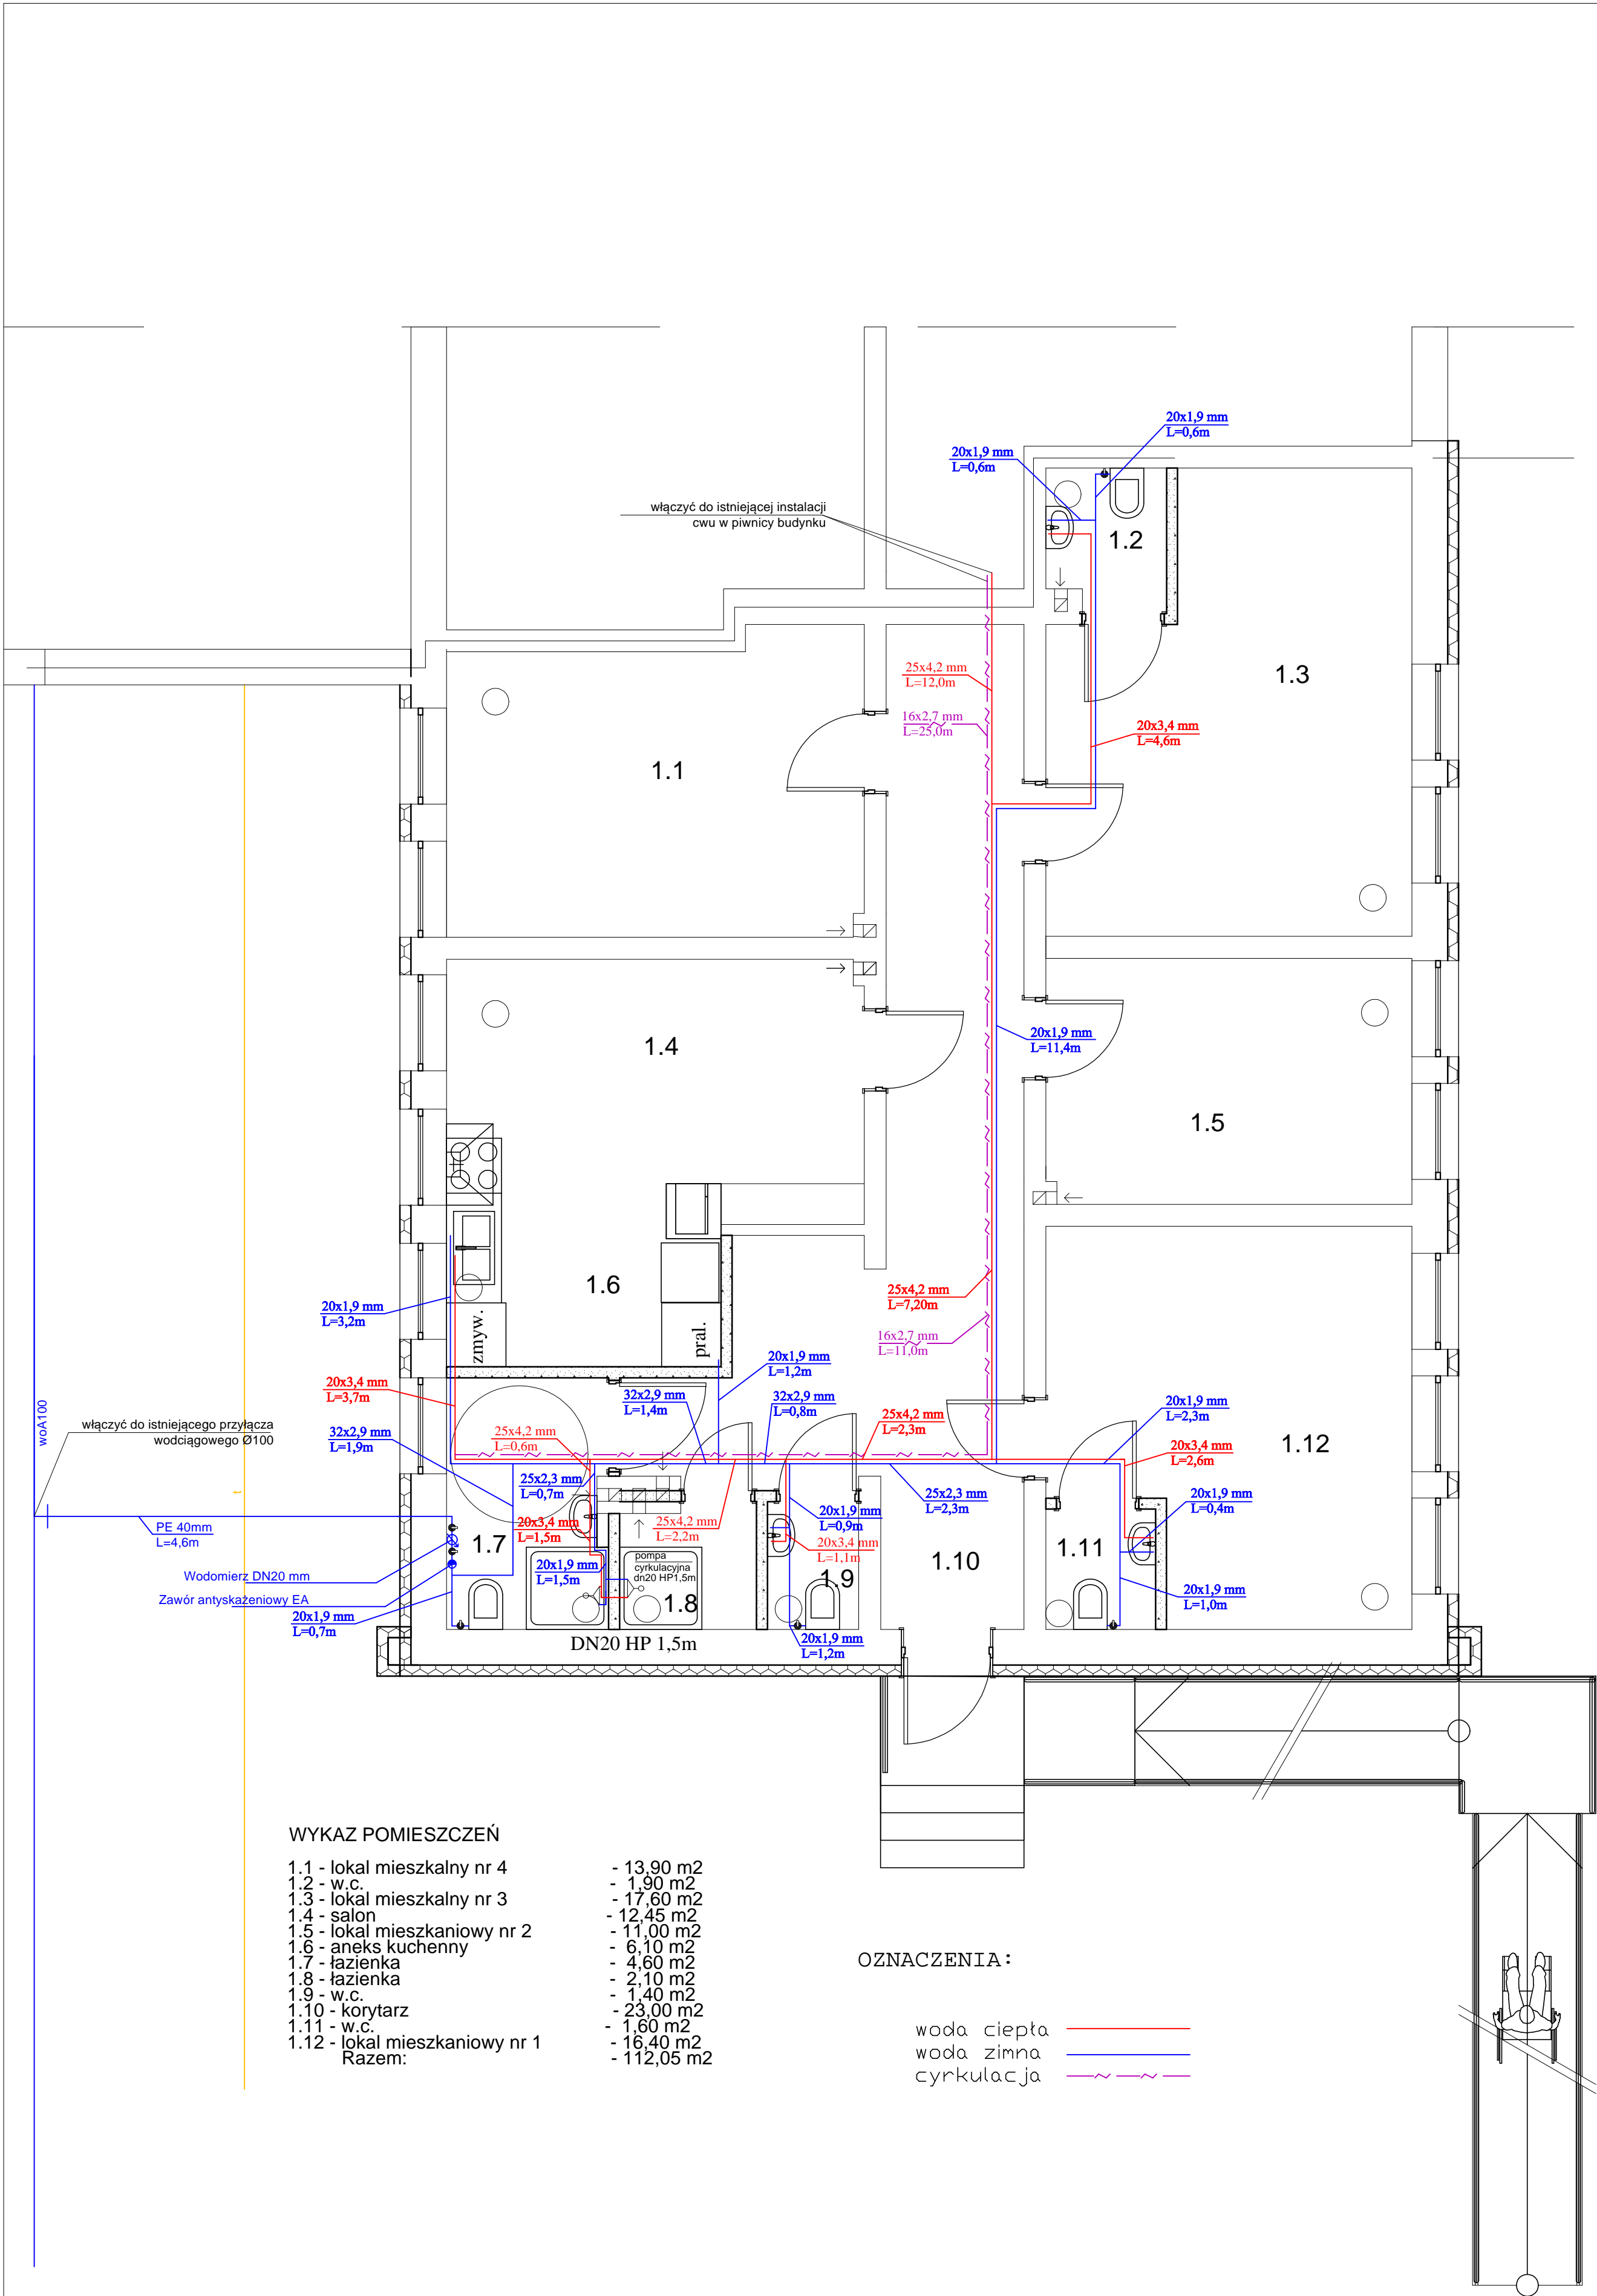 20x1,9 mm
L=0,6m
20x1,9 mm
L=0,6m
włączyć do istniejącej instalacji
cwu w piwnicy budynku
1.2
1.3
25x4,2 mm
L=12,0m
16x2,7 mm
L=25,0m
20x3,4 mm
L=4,6m
1.1
1.4
20x1,9 mm
L=11,4m
1.5
1.6
25x4,2 mm
L=7,20m
20x1,9 mm
L=3,2m
zmyw.
pral.
16x2,7 mm
L=11,0m
20x1,9 mm
L=1,2m
20x3,4 mm
L=3,7m
32x2,9 mm
L=1,4m
32x2,9 mm
L=0,8m
20x1,9 mm
L=2,3m
woA100
włączyć do istniejącego przyłącza
wodciągowego Ø100
32x2,9 mm
L=1,9m
25x4,2 mm
L=0,6m
25x4,2 mm
L=2,3m
20x3,4 mm
L=2,6m
1.12
25x2,3 mm
L=0,7m
25x2,3 mm
L=2,3m
20x1,9 mm
L=0,4m
t
PE 40mm
L=4,6m
20x3,4 mm
L=1,5m
25x4,2 mm
L=2,2m
20x1,9 mm
L=0,9m
20x3,4 mm
L=1,1m
1.7
1.10
1.11
pompa
cyrkulacyjna
dn20 HP1,5m
20x1,9 mm
L=1,5m
1.9
1.8
Wodomierz DN20 mm
Zawór antyskażeniowy EA
20x1,9 mm
L=0,7m
20x1,9 mm
L=1,0m
DN20 HP 1,5m
20x1,9 mm
L=1,2m
WYKAZ POMIESZCZEŃ
1.1 - lokal mieszkalny nr 4 - 13,90 m2
1.2 - w.c. - 1,90 m2
1.3 - lokal mieszkalny nr 3 - 17,60 m2
1.4 - salon - 12,45 m2
1.5 - lokal mieszkaniowy nr 2 - 11,00 m2
1.6 - aneks kuchenny - 6,10 m2
1.7 - łazienka - 4,60 m2
1.8 - łazienka - 2,10 m2
1.9 - w.c. - 1,40 m2
1.10 - korytarz - 23,00 m2
1.11 - w.c. - 1,60 m2
1.12 - lokal mieszkaniowy nr 1 - 16,40 m2
Razem: - 112,05 m2
OZNACZENIA:
woda ciepła
woda zimna
cyrkulacja